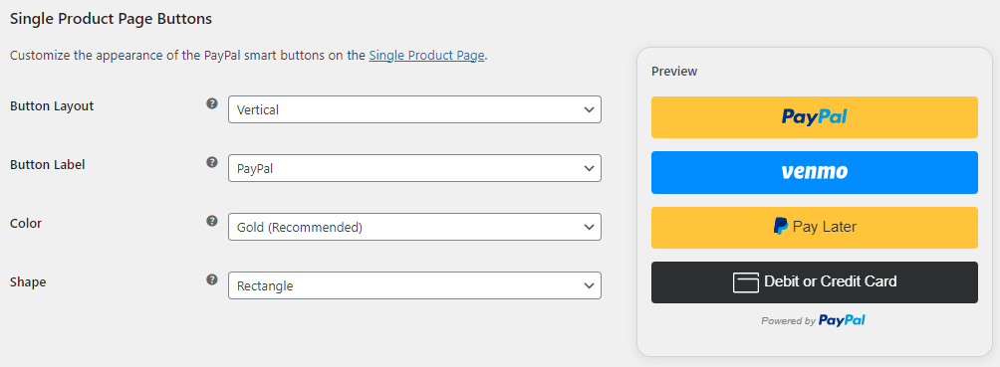 Single Product Page Buttons
Customize the appearance of the PayPal smart buttons on the Single Product Page.
Button Layout ? Vertical
Button Label ? PayPal
Color ? Gold (Recommended)
Shape ? Rectangle
Preview
PayPal
venmo
Pay Later
Debit or Credit Card
Powered by PayPal